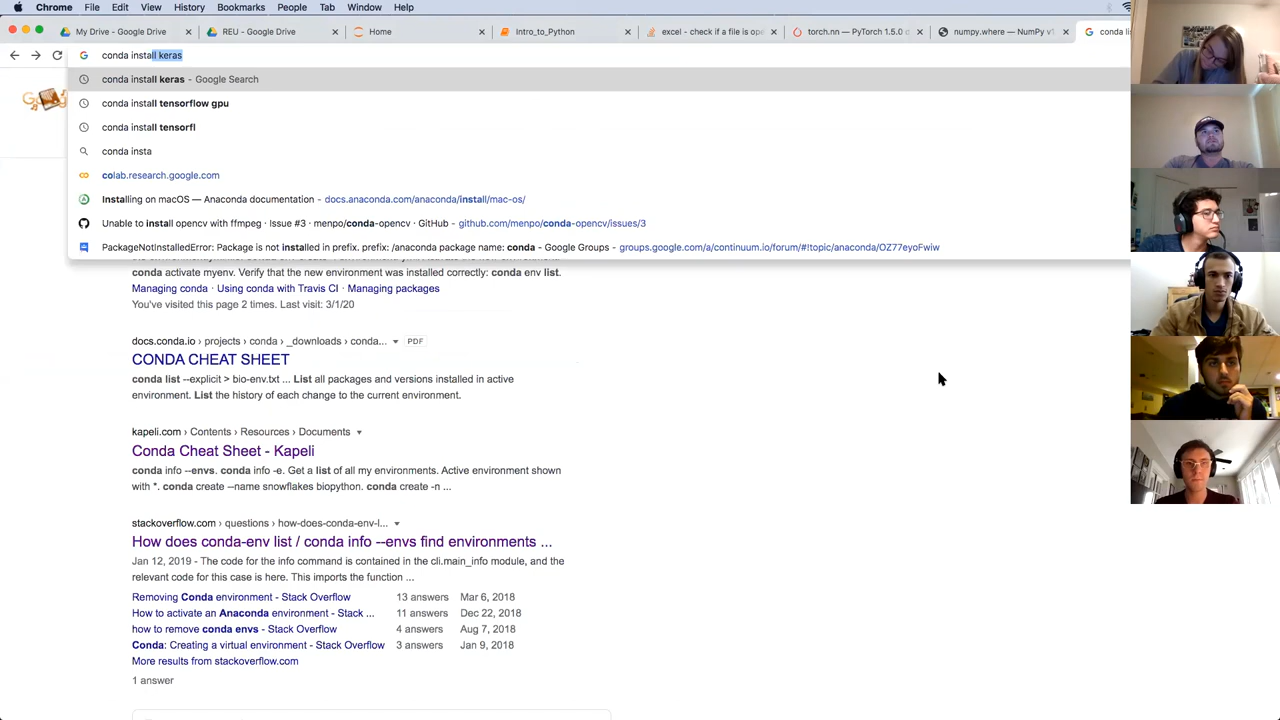 Chrome File Edit View History Bookmarks People Tab Window Help
My Drive - Google Drive × REU - Google Drive × Home × Intro_to_Python × excel - check if a file is ope × torch.nn — PyTorch 1.5.0 c × numpy.where — NumPy v1 × conda lis
conda install keras
conda install keras - Google Search
conda install tensorflow gpu
conda install tensorfl
conda insta
colab.research.google.com
Installing on macOS — Anaconda documentation - docs.anaconda.com/anaconda/install/mac-os/
Unable to install opencv with ffmpeg · Issue #3 · menpo/conda-opencv · GitHub - github.com/menpo/conda-opencv/issues/3
PackageNotInstalledError: Package is not installed in prefix. prefix: /anaconda package name: conda - Google Groups - groups.google.com/a/continuum.io/forum/#!topic/anaconda/OZ77eyoFwiw
conda activate myenv. Verify that the new environment was installed correctly: conda env list.
Managing conda · Using conda with Travis CI · Managing packages
You've visited this page 2 times. Last visit: 3/1/20
docs.conda.io › projects › conda › _downloads › conda... PDF
CONDA CHEAT SHEET
conda list --explicit > bio-env.txt ... List all packages and versions installed in active
environment. List the history of each change to the current environment.
kapeli.com › Contents › Resources › Documents
Conda Cheat Sheet - Kapeli
conda info --envs. conda info -e. Get a list of all my environments. Active environment shown
with *. conda create --name snowflakes biopython. conda create -n ...
stackoverflow.com › questions › how-does-conda-env-l...
How does conda-env list / conda info --envs find environments ...
Jan 12, 2019 - The code for the info command is contained in the cli.main_info module, and the
relevant code for this case is here. This imports the function ...
Removing Conda environment - Stack Overflow 13 answers Mar 6, 2018
How to activate an Anaconda environment - Stack ... 11 answers Dec 22, 2018
how to remove conda envs - Stack Overflow 4 answers Aug 7, 2018
Conda: Creating a virtual environment - Stack Overflow 3 answers Jan 9, 2018
More results from stackoverflow.com
1 answer